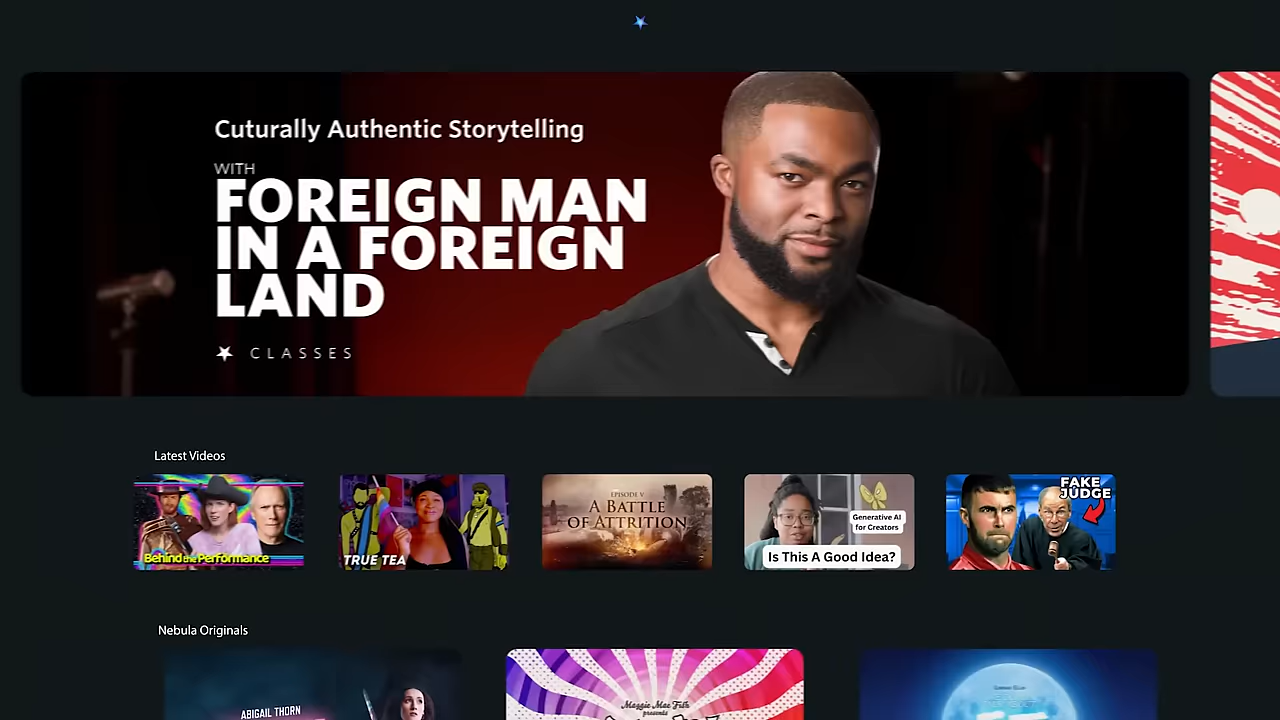 Cuturally Authentic Storytelling
WITH
FOREIGN MAN
IN A FOREIGN
LAND
CLASSES
Latest Videos
Behind the Performance
TRUE TEA
EPISODE V
A BATTLE
OF ATTRITION
Generative AI
for Creators
Is This A Good Idea?
FAKE
JUDGE
Nebula Originals
ABIGAIL THORN
Maggie Mae Fish
presents